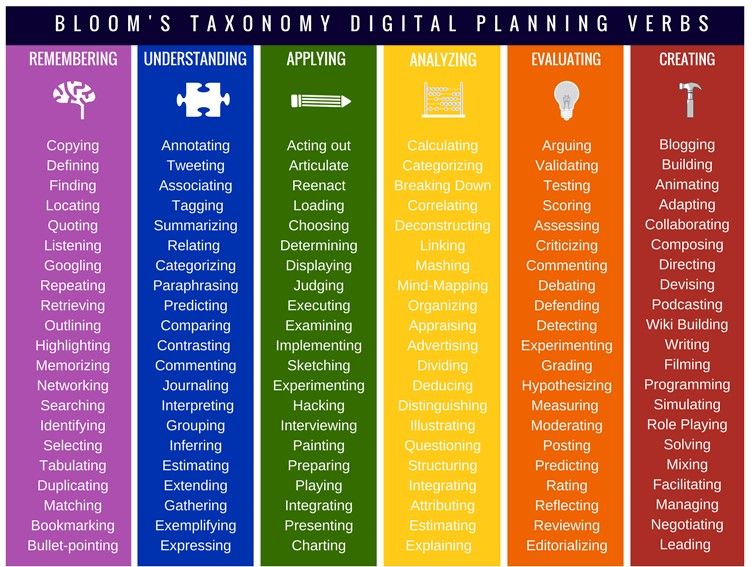 BLOOM'S TAXONOMY DIGITAL PLANNING VERBS
REMEMBERING
Copying
Defining
Finding
Locating
Quoting
Listening
Googling
Repeating
Retrieving
Outlining
Highlighting
Memorizing
Networking
Searching
Identifying
Selecting
Tabulating
Duplicating
Matching
Bookmarking
Bullet-pointing
UNDERSTANDING
Annotating
Tweeting
Associating
Tagging
Summarizing
Relating
Categorizing
Paraphrasing
Predicting
Comparing
Contrasting
Commenting
Journaling
Interpreting
Grouping
Inferring
Estimating
Extending
Gathering
Exemplifying
Expressing
APPLYING
Acting out
Articulate
Reenact
Loading
Choosing
Determining
Displaying
Judging
Executing
Examining
Implementing
Sketching
Experimenting
Hacking
Interviewing
Painting
Preparing
Playing
Integrating
Presenting
Charting
ANALYZING
Calculating
Categorizing
Breaking Down
Correlating
Deconstructing
Linking
Mashing
Mind-Mapping
Organizing
Appraising
Advertising
Dividing
Deducing
Distinguishing
Illustrating
Questioning
Structuring
Integrating
Attributing
Estimating
Explaining
EVALUATING
Arguing
Validating
Testing
Scoring
Assessing
Criticizing
Commenting
Debating
Defending
Detecting
Experimenting
Grading
Hypothesizing
Measuring
Moderating
Posting
Predicting
Rating
Reflecting
Reviewing
Editorializing
CREATING
Blogging
Building
Animating
Adapting
Collaborating
Composing
Directing
Devising
Podcasting
Wiki Building
Writing
Filming
Programming
Simulating
Role Playing
Solving
Mixing
Facilitating
Managing
Negotiating
Leading